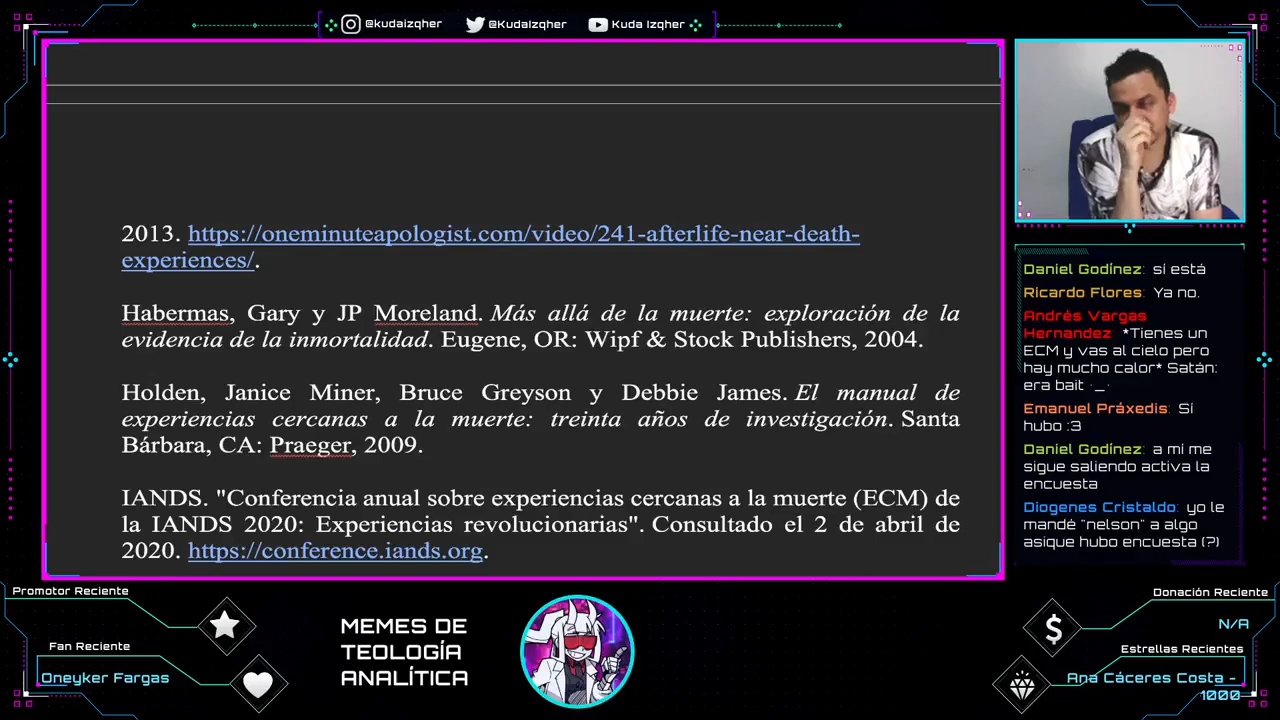 @kudaizqher @KudaIzqher Kuda Izqher
2013. https://oneminuteapologist.com/video/241-afterlife-near-death-
experiences/.
Habermas, Gary y JP Moreland. Más allá de la muerte: exploración de la
evidencia de la inmortalidad. Eugene, OR: Wipf & Stock Publishers, 2004.
Holden, Janice Miner, Bruce Greyson y Debbie James. El manual de
experiencias cercanas a la muerte: treinta años de investigación. Santa
Bárbara, CA: Praeger, 2009.
IANDS. "Conferencia anual sobre experiencias cercanas a la muerte (ECM) de
la IANDS 2020: Experiencias revolucionarias". Consultado el 2 de abril de
2020. https://conference.iands.org.
Daniel Godínez: sí está
Ricardo Flores: Ya no.
Andrés Vargas
Hernandez: *Tienes un
ECM y vas al cielo pero
hay mucho calor* Satán:
era bait ·_·
Emanuel Práxedis: Sí
hubo :3
Daniel Godínez: a mi me
sigue saliendo activa la
encuesta
Diogenes Cristaldo: yo le
mandé "nelson" a algo
asique hubo encuesta (?)
Promotor Reciente
Fan Reciente
Oneyker Fargas
MEMES DE
TEOLOGÍA
ANALÍTICA
Donación Reciente
N/A
Estrellas Recientes
Ana Cáceres Costa -
1000